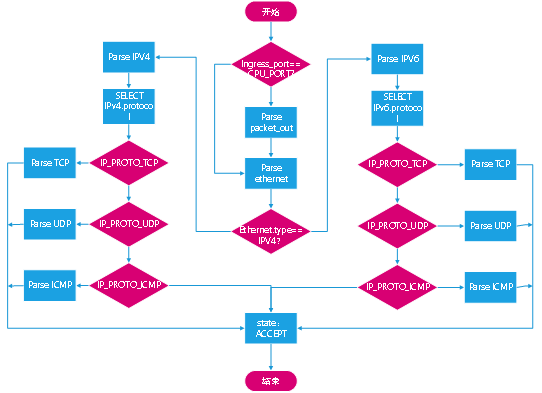 开始
Ingress_port==
CPU_PORT?
Parse IPV4
Parse IPV6
SELECT
IPv4.protoco
l
Parse
packet_out
SELECT
IPv6.protoco
l
Parse TCP
IP_PROTO_TCP
Parse
ethernet
IP_PROTO_TCP
Parse TCP
Parse UDP
IP_PROTO_UDP
Ethernet.type==
IPV4?
IP_PROTO_UDP
Parse UDP
Parse ICMP
IP_PROTO_ICMP
IP_PROTO_ICMP
Parse ICMP
state:
ACCEPT
结束